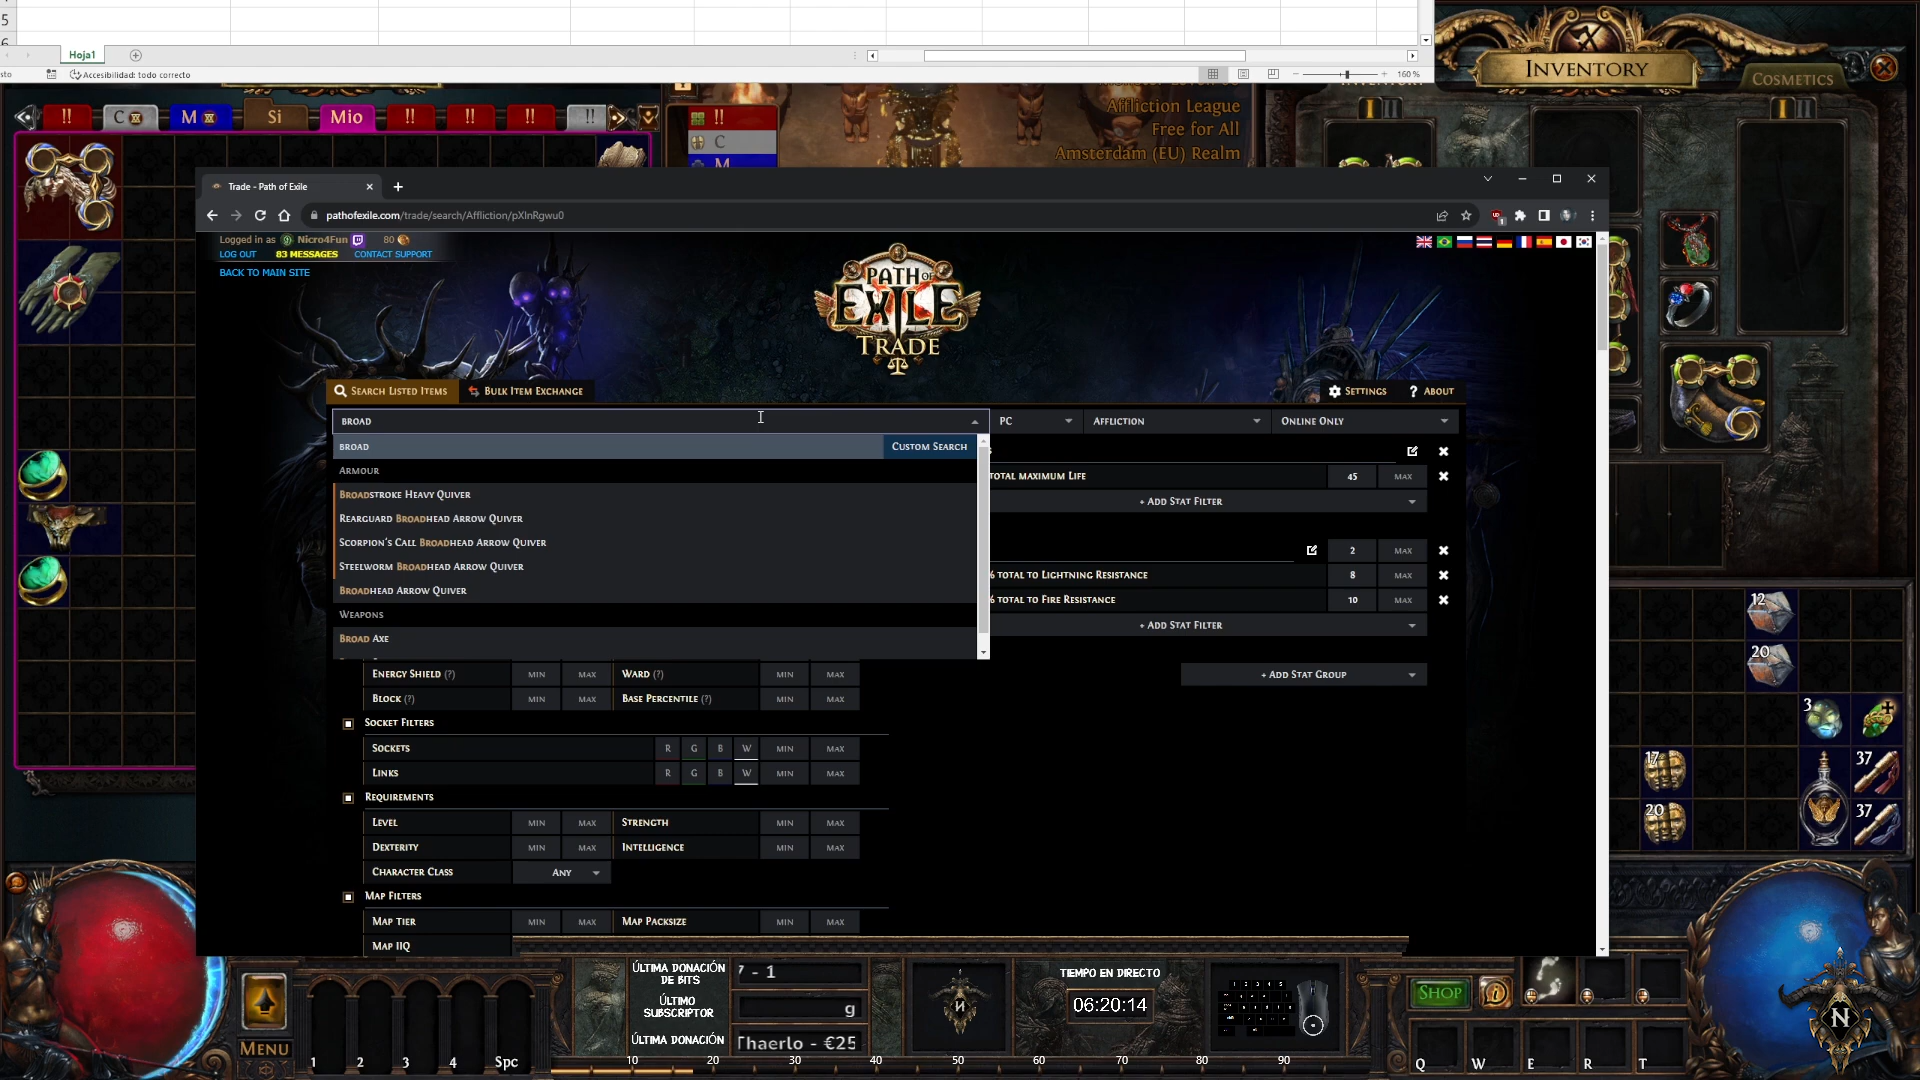 5
6
Hoja1
Accesibilidad: todo correcto
160 %
INVENTORY
COSMETICS
I II
I II
!!
C
M
Si
Mio
!!
!!
!!
!!
!!
C
M
Affliction League
Free for All
Amsterdam (EU) Realm
Trade - Path of Exile
pathofexile.com/trade/search/Affliction/pXlnRgwu0
1
Logged in as Nicro4Fun 80
LOG OUT 83 MESSAGES CONTACT SUPPORT
BACK TO MAIN SITE
PATH OF
EXILE
TRADE
SEARCH LISTED ITEMS
BULK ITEM EXCHANGE
SETTINGS
? ABOUT
BROAD
PC
AFFLICTION
ONLINE ONLY
BROAD
CUSTOM SEARCH
ARMOUR
BROADSTROKE HEAVY QUIVER
REARGUARD BROADHEAD ARROW QUIVER
SCORPION'S CALL BROADHEAD ARROW QUIVER
STEELWORM BROADHEAD ARROW QUIVER
BROADHEAD ARROW QUIVER
WEAPONS
BROAD AXE
TOTAL MAXIMUM LIFE 45 MAX
+ ADD STAT FILTER
2 MAX
% TOTAL TO LIGHTNING RESISTANCE 8 MAX
% TOTAL TO FIRE RESISTANCE 10 MAX
+ ADD STAT FILTER
+ ADD STAT GROUP
ENERGY SHIELD (?) MIN MAX WARD (?) MIN MAX
BLOCK (?) MIN MAX BASE PERCENTILE (?) MIN MAX
SOCKET FILTERS
SOCKETS R G B W MIN MAX
LINKS R G B W MIN MAX
REQUIREMENTS
LEVEL MIN MAX STRENGTH MIN MAX
DEXTERITY MIN MAX INTELLIGENCE MIN MAX
CHARACTER CLASS ANY
MAP FILTERS
MAP TIER MIN MAX MAP PACKSIZE MIN MAX
MAP IIQ
12
20
3
17
37
20
37
MENU
1 2 3 4 Spc
ÚLTIMA DONACIÓN
DE BITS
7 - 1
ÚLTIMO
SUBSCRIPTOR
g
ÚLTIMA DONACIÓN
Thaerlo - €25
TIEMPO EN DIRECTO
06:20:14
10 20 30 40 50 60 70 80 90
SHOP
N
Q W E R T